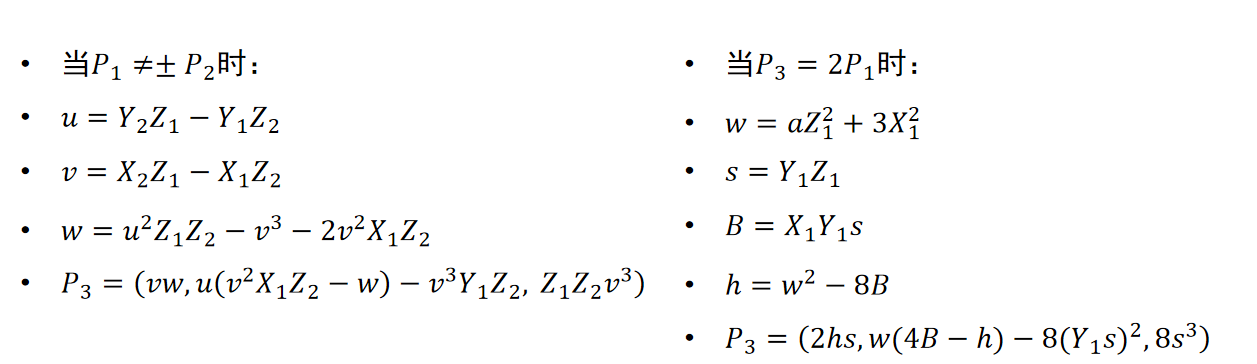 • 当𝑃₁ ≠± 𝑃₂时：
• 𝑢 = 𝑌₂𝑍₁ − 𝑌₁𝑍₂
• 𝑣 = 𝑋₂𝑍₁ − 𝑋₁𝑍₂
• 𝑤 = 𝑢²𝑍₁𝑍₂ − 𝑣³ − 2𝑣²𝑋₁𝑍₂
• 𝑃₃ = (𝑣𝑤, 𝑢(𝑣²𝑋₁𝑍₂ − 𝑤) − 𝑣³𝑌₁𝑍₂, 𝑍₁𝑍₂𝑣³)
• 当𝑃₃ = 2𝑃₁时：
• 𝑤 = 𝑎𝑍₁² + 3𝑋₁²
• 𝑠 = 𝑌₁𝑍₁
• 𝐵 = 𝑋₁𝑌₁𝑠
• ℎ = 𝑤² − 8𝐵
• 𝑃₃ = (2ℎ𝑠, 𝑤(4𝐵 − ℎ) − 8(𝑌₁𝑠)², 8𝑠³)